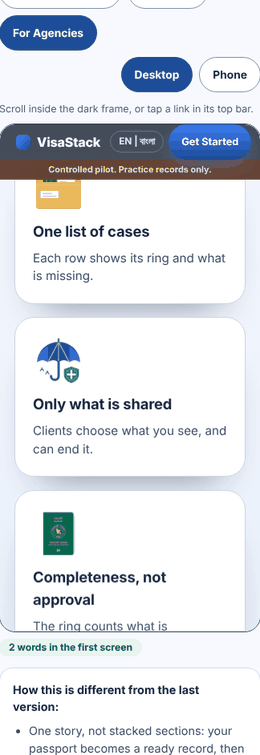 For Agencies
Desktop
Phone
Scroll inside the dark frame, or tap a link in its top bar.
VisaStack
EN | বাংলা
Get Started
Controlled pilot. Practice records only.
One list of cases
Each row shows its ring and what
is missing.
Only what is shared
Clients choose what you see, and
can end it.
Completeness, not
approval
The ring counts what is
2 words in the first screen
How this is different from the last
version:
• One story, not stacked sections: your
passport becomes a ready record, then